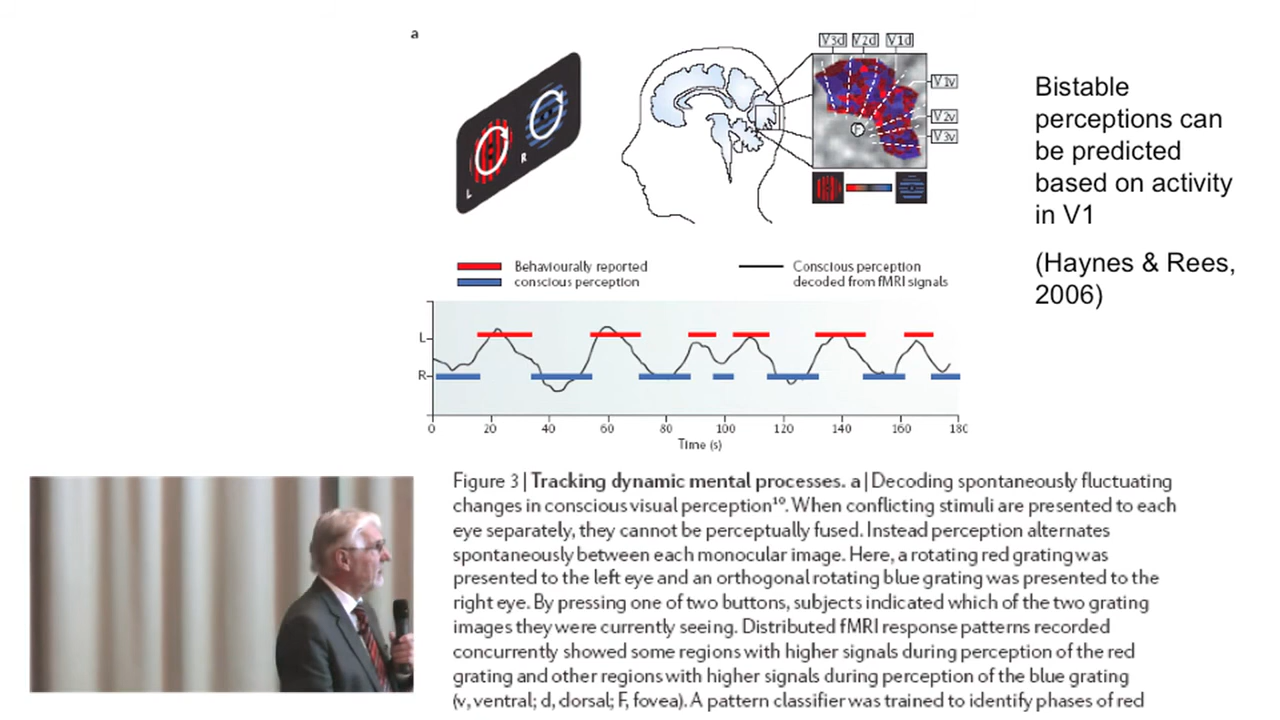 a
V3d V2d V1d
V1v
V2v
V3v
F
L
R
Bistable
perceptions can
be predicted
based on activity
in V1
(Haynes & Rees,
2006)
Behaviourally reported
conscious perception
Conscious perception
decoded from fMRI signals
L
R
0 20 40 60 80 100 120 140 160 180
Time (s)
Figure 3 | Tracking dynamic mental processes. a | Decoding spontaneously fluctuating
changes in conscious visual perception¹⁹. When conflicting stimuli are presented to each
eye separately, they cannot be perceptually fused. Instead perception alternates
spontaneously between each monocular image. Here, a rotating red grating was
presented to the left eye and an orthogonal rotating blue grating was presented to the
right eye. By pressing one of two buttons, subjects indicated which of the two grating
images they were currently seeing. Distributed fMRI response patterns recorded
concurrently showed some regions with higher signals during perception of the red
grating and other regions with higher signals during perception of the blue grating
(v, ventral; d, dorsal; F, fovea). A pattern classifier was trained to identify phases of red